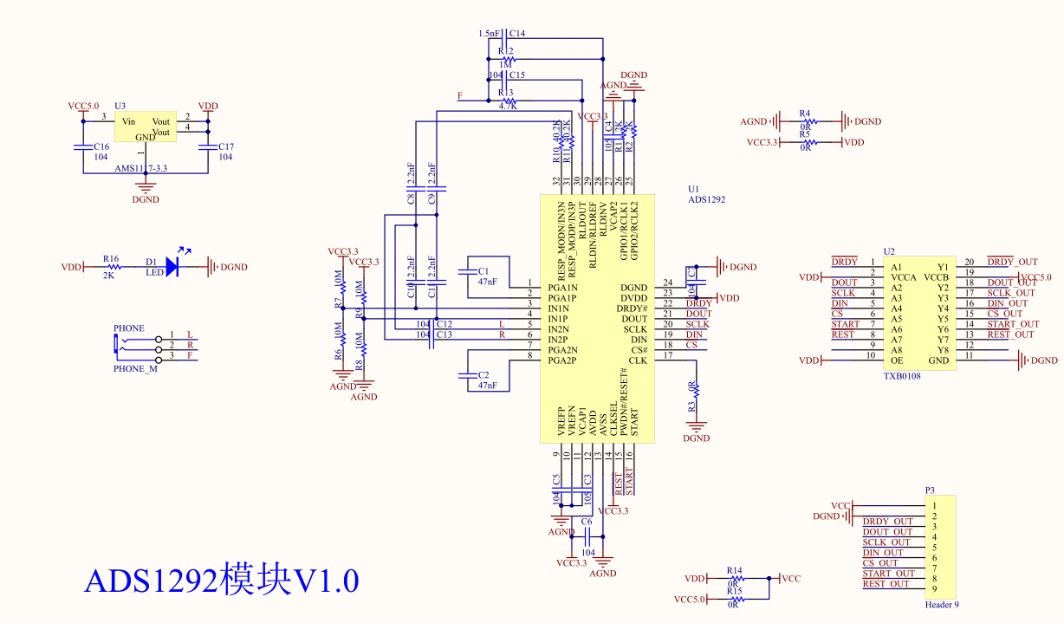 1.5nF C14
R12
1M
104 C15
R13
4.7K
F
DGND
AGND
VCC3.3
C4
105
R1 2K
R2 2K
R10 40.2K
R11 40.2K
C8 2.2nF
C9 2.2nF
32 31 30 29 28 27 26 25
VCC5.0 U3 VDD
3 Vin Vout 2
Vout 4
GND
1
C16
104
C17
104
AMS1117-3.3
DGND
R4
AGND DGND
0R
R5
VCC3.3 VDD
0R
U1
ADS1292
RESP_MODN/IN3N
RESP_MODP/IN3P
RLDOUT
RLDIN/RLDREF
RLDINV
VCAP2
GPIO1/RCLK1
GPIO2/RCLK2
R16
VDD
2K
D1
LED
DGND
VCC3.3
VCC3.3
R7 10M
R9 10M
R6 10M
R8 10M
AGND
AGND
C10 2.2nF
C11 2.2nF
C1
47nF
104 C12
104 C13
L
R
C2
47nF
1 PGA1N
2 PGA1P
3 IN1N
4 IN1P
5 IN2N
6 IN2P
7 PGA2N
8 PGA2P
DGND 24
DVDD 23
DRDY# 22 DRDY
DOUT 21 DOUT
SCLK 20 SCLK
DIN 19 DIN
CS# 18 CS
CLK 17
C7
104
DGND
VDD
R3 0R
DGND
VREFP
VREFN
VCAP1
AVDD
AVSS
CLKSEL
PWDN#/RESET#
START
9 10 11 12 13 14 15 16
C5
104
C3
105
REST
START
VCC3.3
AGND
C6
104
VCC3.3
AGND
PHONE
1 L
2 R
3 F
PHONE_M
U2
DRDY 1 A1 Y1 20 DRDY_OUT
VDD 2 VCCA VCCB 19 VCC5.0
DOUT 3 A2 Y2 18 DOUT_OUT
SCLK 4 A3 Y3 17 SCLK_OUT
DIN 5 A4 Y4 16 DIN_OUT
CS 6 A5 Y5 15 CS_OUT
START 7 A6 Y6 14 START_OUT
REST 8 A7 Y7 13 REST_OUT
9 A8 Y8 12
VDD 10 OE GND 11 DGND
TXB0108
P3
VCC 1
DGND 2
DRDY_OUT 3
DOUT_OUT 4
SCLK_OUT 5
DIN_OUT 6
CS_OUT 7
START_OUT 8
REST_OUT 9
Header 9
R14
VDD VCC
0R
R15
VCC5.0
0R
ADS1292模块V1.0